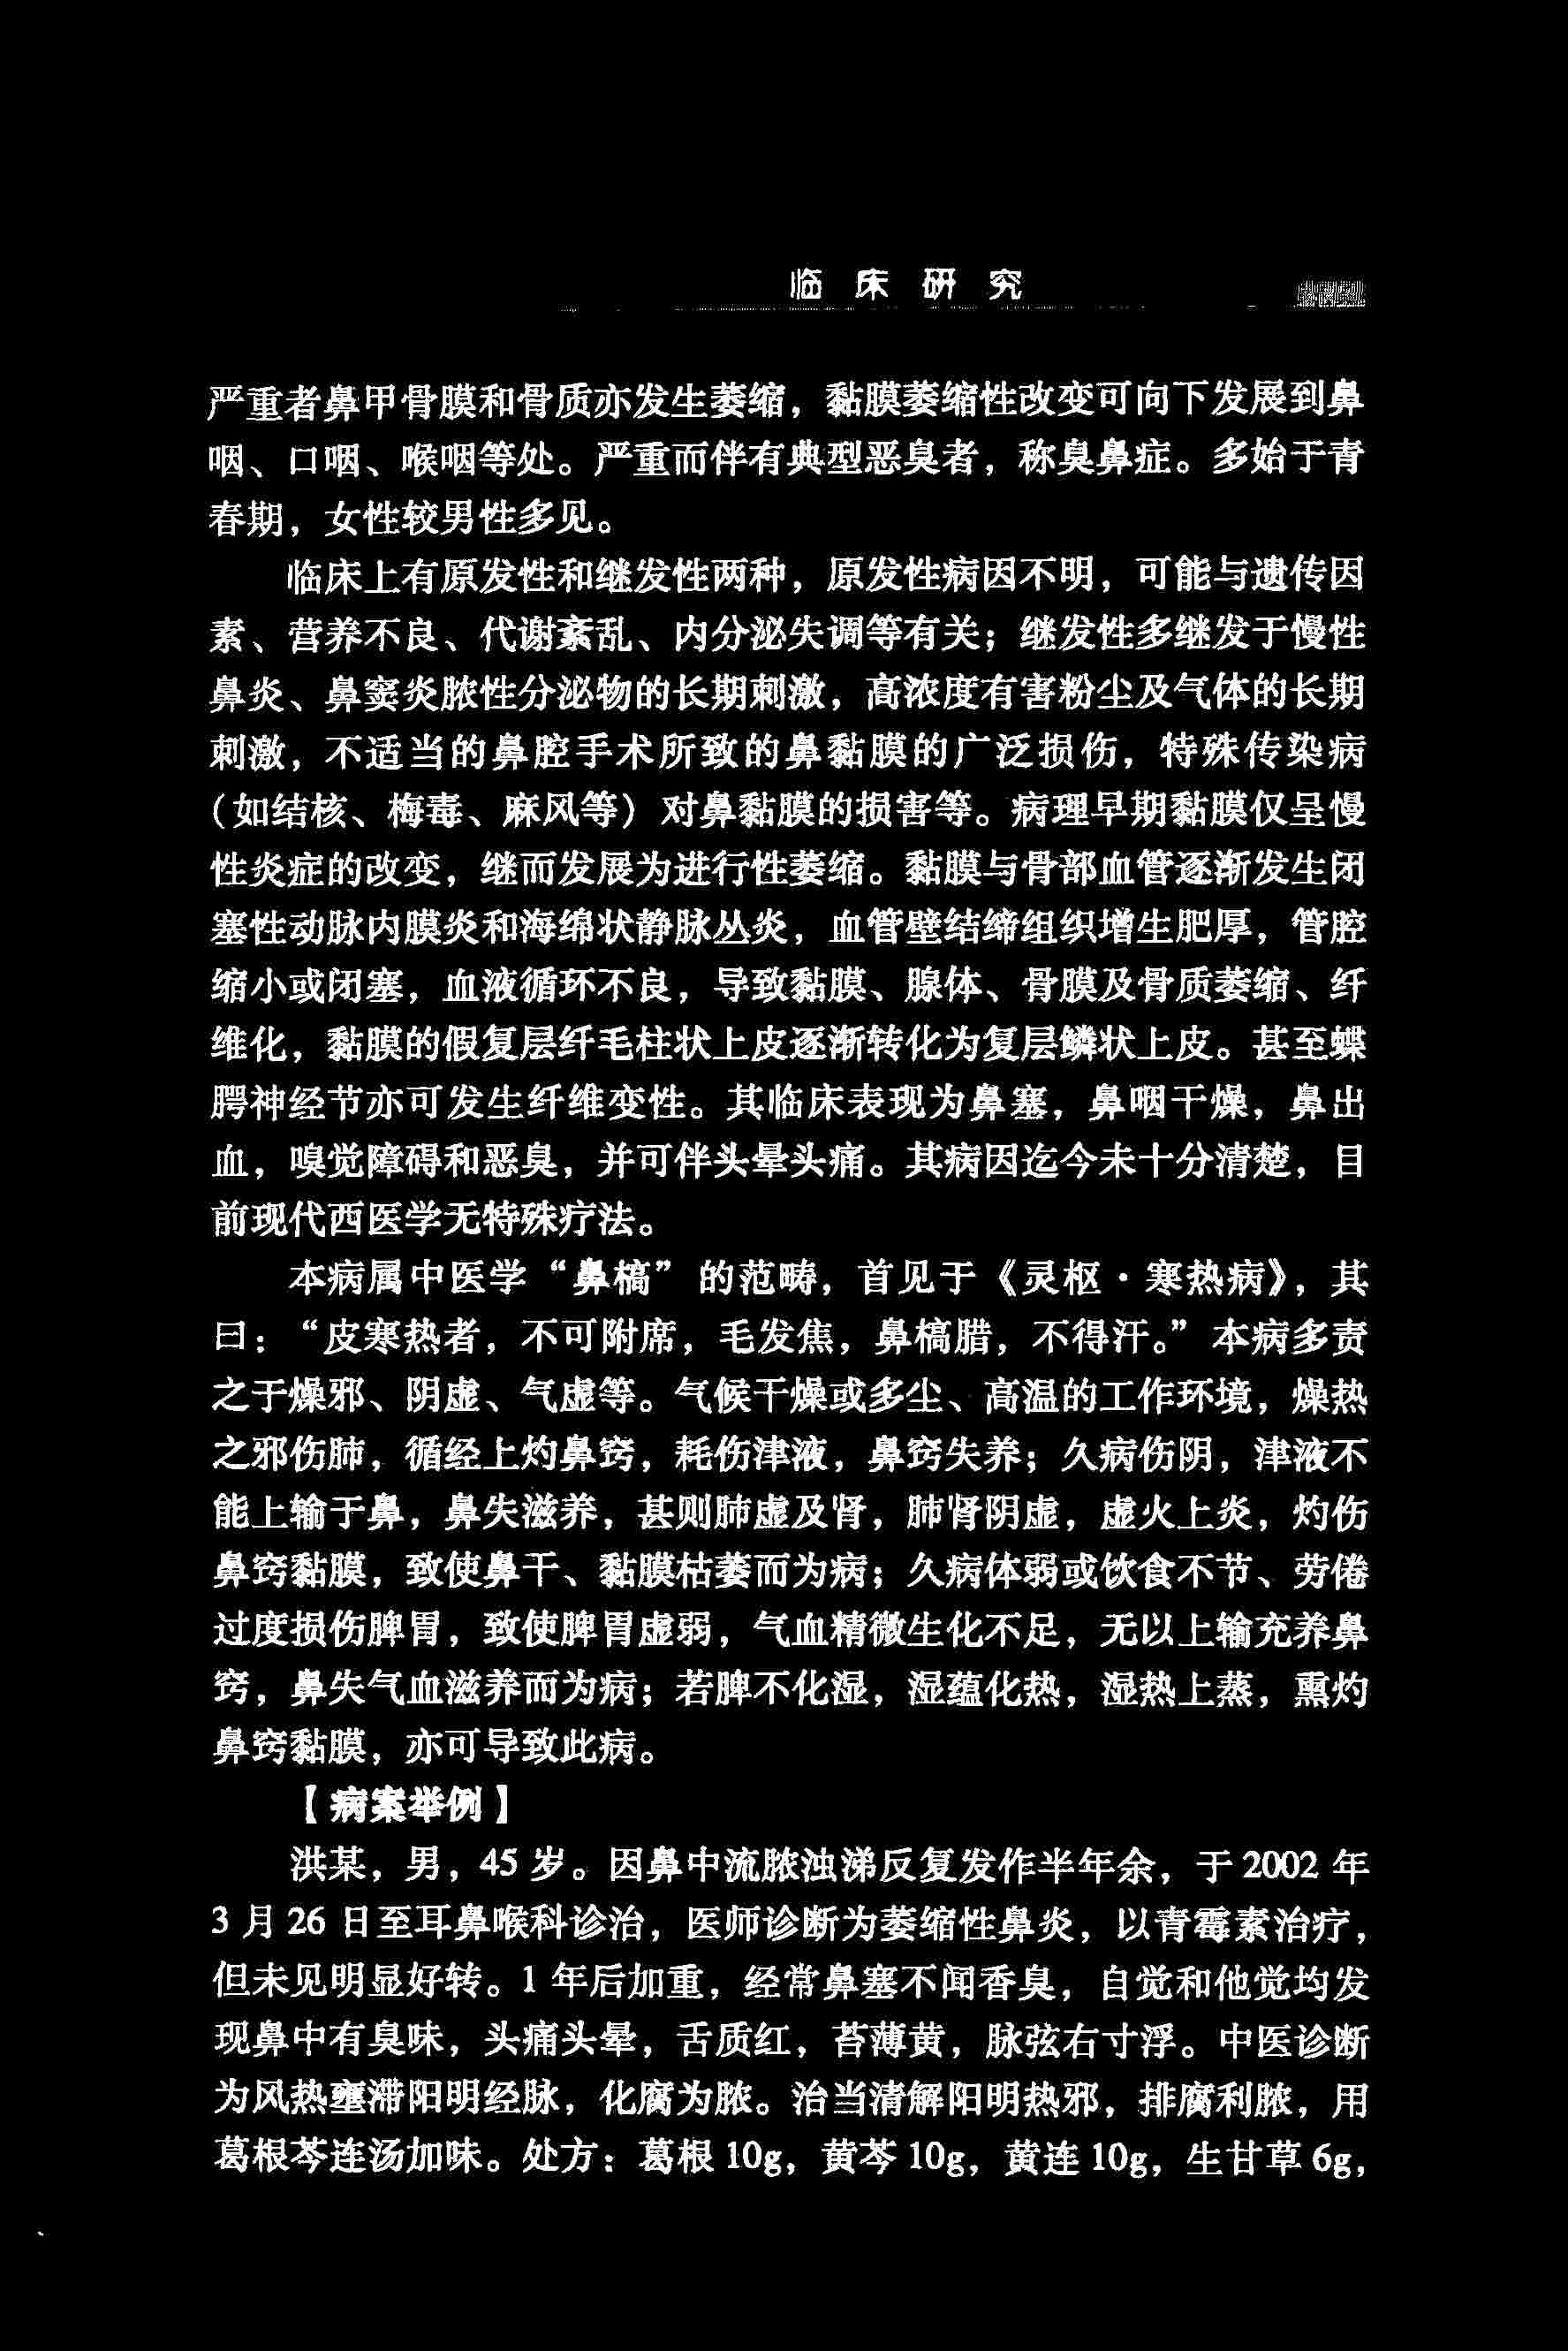 临床研究
严重者鼻甲骨膜和骨质亦发生萎缩，黏膜萎缩性改变可向下发展到鼻
咽、口咽、喉咽等处。严重而伴有典型恶臭者，称臭鼻症。多始于青
春期，女性较男性多见。
临床上有原发性和继发性两种，原发性病因不明，可能与遗传因
素、营养不良、代谢紊乱、内分泌失调等有关；继发性多继发于慢性
鼻炎、鼻窦炎脓性分泌物的长期刺激，高浓度有害粉尘及气体的长期
刺激，不适当的鼻腔手术所致的鼻黏膜的广泛损伤，特殊传染病
（如结核、梅毒、麻风等）对鼻黏膜的损害等。病理早期黏膜仅呈慢
性炎症的改变，继而发展为进行性萎缩。黏膜与骨部血管逐渐发生闭
塞性动脉内膜炎和海绵状静脉丛炎，血管壁结缔组织增生肥厚，管腔
缩小或闭塞，血液循环不良，导致黏膜、腺体、骨膜及骨质萎缩、纤
维化，黏膜的假复层纤毛柱状上皮逐渐转化为复层鳞状上皮。甚至蝶
腭神经节亦可发生纤维变性。其临床表现为鼻塞，鼻咽干燥，鼻出
血，嗅觉障碍和恶臭，并可伴头晕头痛。其病因迄今未十分清楚，目
前现代西医学无特殊疗法。
本病属中医学“鼻槁”的范畴，首见于《灵枢·寒热病》，其
曰：“皮寒热者，不可附席，毛发焦，鼻槁腊，不得汗。”本病多责
之于燥邪、阴虚、气虚等。气候干燥或多尘、高温的工作环境，燥热
之邪伤肺，循经上灼鼻窍，耗伤津液，鼻窍失养；久病伤阴，津液不
能上输于鼻，鼻失滋养，甚则肺虚及肾，肺肾阴虚，虚火上炎，灼伤
鼻窍黏膜，致使鼻干、黏膜枯萎而为病；久病体弱或饮食不节、劳倦
过度损伤脾胃，致使脾胃虚弱，气血精微生化不足，无以上输充养鼻
窍，鼻失气血滋养而为病；若脾不化湿，湿蕴化热，湿热上蒸，熏灼
鼻窍黏膜，亦可导致此病。
【病案举例】
洪某，男，45岁。因鼻中流脓浊涕反复发作半年余，于2002年
3月26日至耳鼻喉科诊治，医师诊断为萎缩性鼻炎，以青霉素治疗，
但未见明显好转。1年后加重，经常鼻塞不闻香臭，自觉和他觉均发
现鼻中有臭味，头痛头晕，舌质红，苔薄黄，脉弦右寸浮。中医诊断
为风热壅滞阳明经脉，化腐为脓。治当清解阳明热邪，排腐利脓，用
葛根芩连汤加味。处方：葛根10g，黄芩10g，黄连10g，生甘草6g，